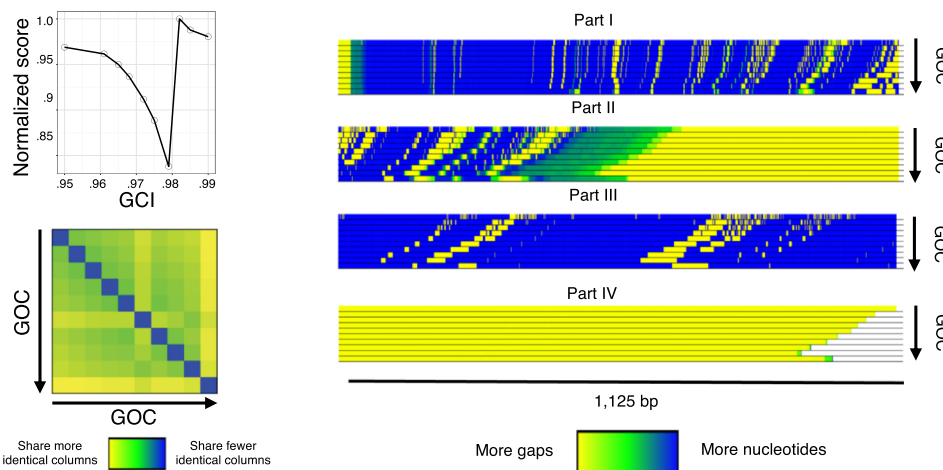 Normalized score
1.0
.95
.9
.85
.95 .96 .97 .98 .99
GCI
GOC
GOC
Share more
identical columns
Share fewer
identical columns
Part I
GOC
Part II
GOC
Part III
GOC
Part IV
GOC
1,125 bp
More gaps
More nucleotides